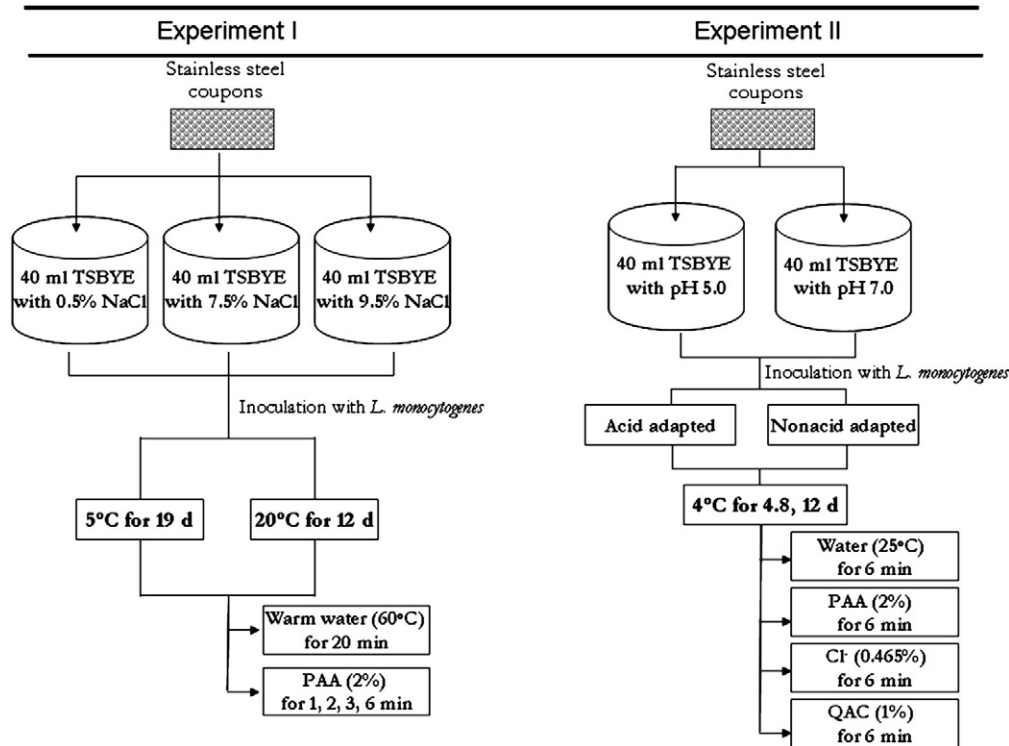 Experiment I
Stainless steel
coupons
40 ml TSBYE
with 0.5% NaCl
40 ml TSBYE
with 7.5% NaCl
40 ml TSBYE
with 9.5% NaCl
Inoculation with L. monocytogenes
5°C for 19 d
20°C for 12 d
Warm water (60°C)
for 20 min
PAA (2%)
for 1, 2, 3, 6 min
Experiment II
Stainless steel
coupons
40 ml TSBYE
with pH 5.0
40 ml TSBYE
with pH 7.0
Inoculation with L. monocytogenes
Acid adapted
Nonacid adapted
4°C for 4.8, 12 d
Water (25°C)
for 6 min
PAA (2%)
for 6 min
Cl- (0.465%)
for 6 min
QAC (1%)
for 6 min